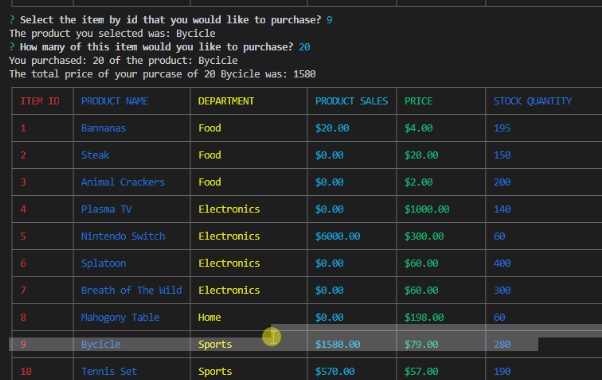 ? Select the item by id that you would like to purchase? 9
The product you selected was: Bycicle
? How many of this item would you like to purchase? 20
You purchased: 20 of the product: Bycicle
The total price of your purcase of 20 Bycicle was: 1580
ITEM ID PRODUCT NAME DEPARTMENT PRODUCT SALES PRICE STOCK QUANTITY
1 Bannanas Food $20.00 $4.00 195
2 Steak Food $0.00 $20.00 150
3 Animal Crackers Food $0.00 $2.00 200
4 Plasma TV Electronics $0.00 $1000.00 140
5 Nintendo Switch Electronics $6000.00 $300.00 60
6 Splatoon Electronics $0.00 $60.00 400
7 Breath of The Wild Electronics $0.00 $60.00 300
8 Mahogony Table Home $0.00 $198.00 60
9 Bycicle Sports $1580.00 $79.00 280
10 Tennis Set Sports $570.00 $57.00 190